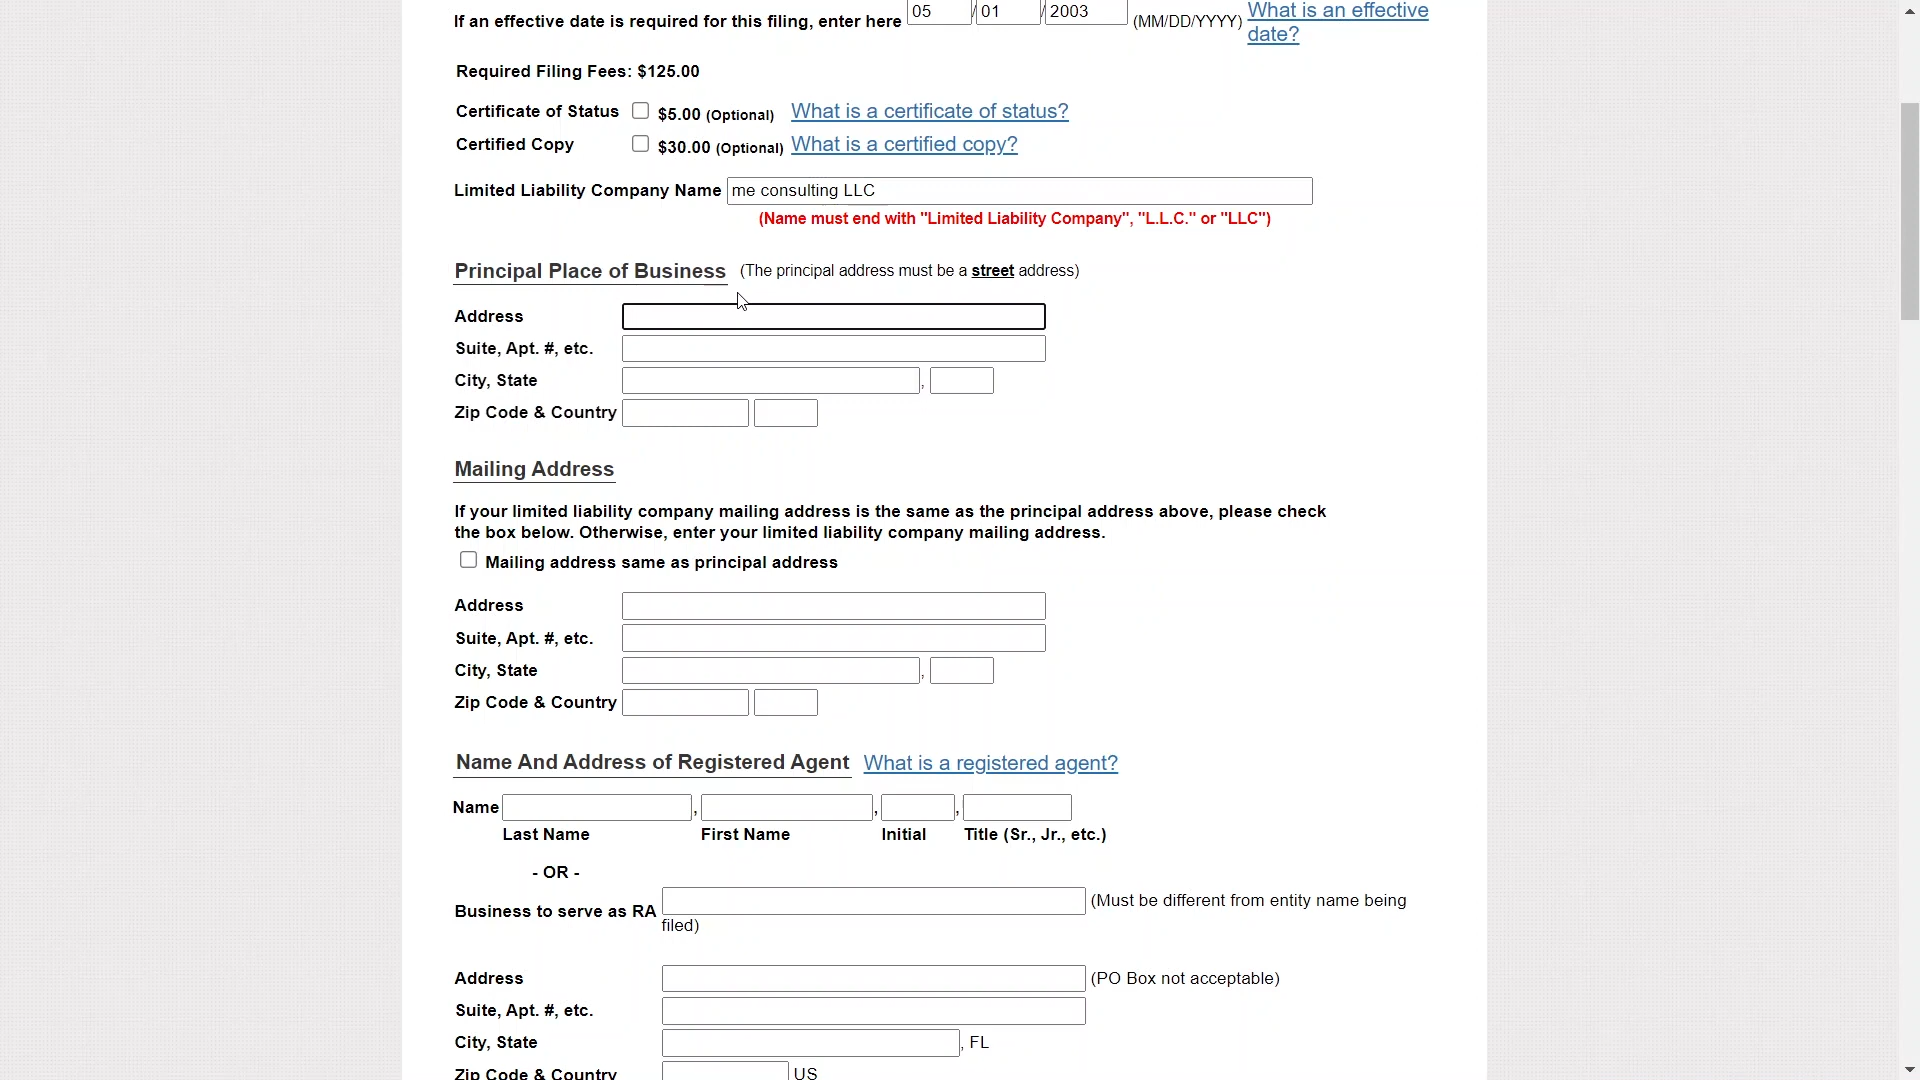 If an effective date is required for this filing, enter here 05 / 01 / 2003 (MM/DD/YYYY) What is an effective
date?
Required Filing Fees: $125.00
Certificate of Status $5.00 (Optional) What is a certificate of status?
Certified Copy $30.00 (Optional) What is a certified copy?
Limited Liability Company Name me consulting LLC
(Name must end with "Limited Liability Company", "L.L.C." or "LLC")
Principal Place of Business (The principal address must be a street address)
Address
Suite, Apt. #, etc.
City, State ,
Zip Code & Country
Mailing Address
If your limited liability company mailing address is the same as the principal address above, please check
the box below. Otherwise, enter your limited liability company mailing address.
Mailing address same as principal address
Address
Suite, Apt. #, etc.
City, State ,
Zip Code & Country
Name And Address of Registered Agent What is a registered agent?
Name , , ,
Last Name First Name Initial Title (Sr., Jr., etc.)
- OR -
Business to serve as RA (Must be different from entity name being
filed)
Address (PO Box not acceptable)
Suite, Apt. #, etc.
City, State , FL
Zip Code & Country US